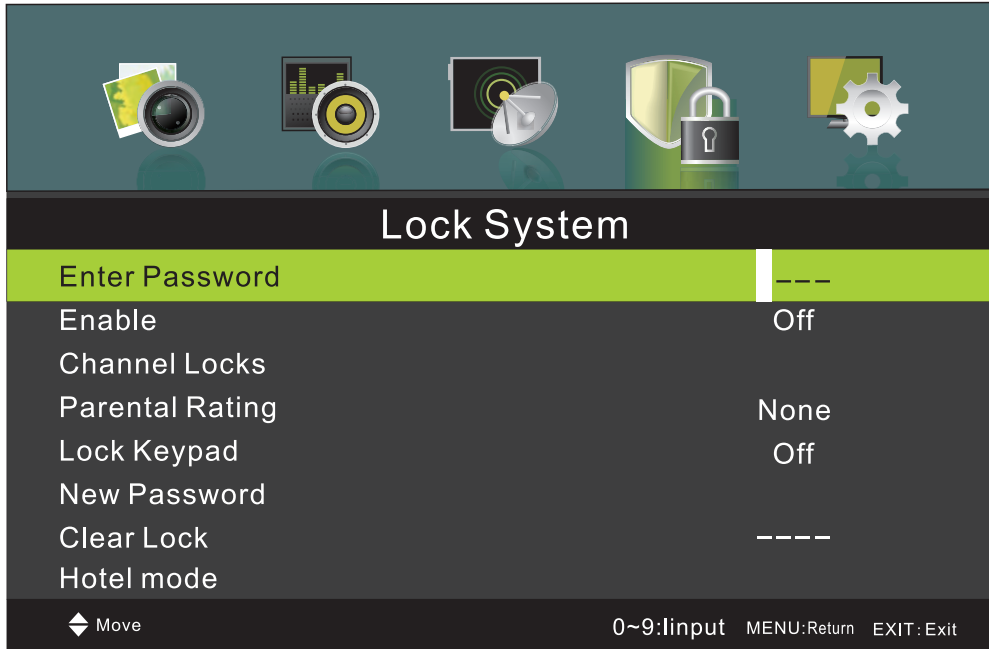 Lock System
Enter Password ---
Enable Off
Channel Locks
Parental Rating None
Lock Keypad Off
New Password
Clear Lock ----
Hotel mode
Move 0~9:Iinput MENU:Return EXIT:Exit